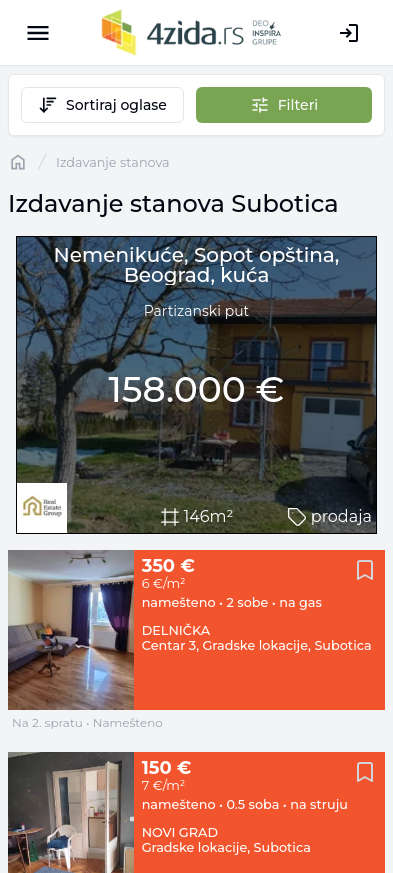 4zida.rs
DEO
INSPIRA
GRUPE
Sortiraj oglase
Filteri
Izdavanje stanova
Izdavanje stanova Subotica
Nemenikuće, Sopot opština,
Beograd, kuća
Partizanski put
158.000 €
Real
Estate
Group
146m²
prodaja
350 €
6 €/m²
namešteno • 2 sobe • na gas
DELNIČKA
Centar 3, Gradske lokacije, Subotica
Na 2. spratu • Namešteno
150 €
7 €/m²
namešteno • 0.5 soba • na struju
NOVI GRAD
Gradske lokacije, Subotica